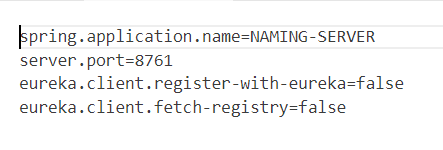 spring.application.name=NAMING-SERVER
server.port=8761
eureka.client.register-with-eureka=false
eureka.client.fetch-registry=false